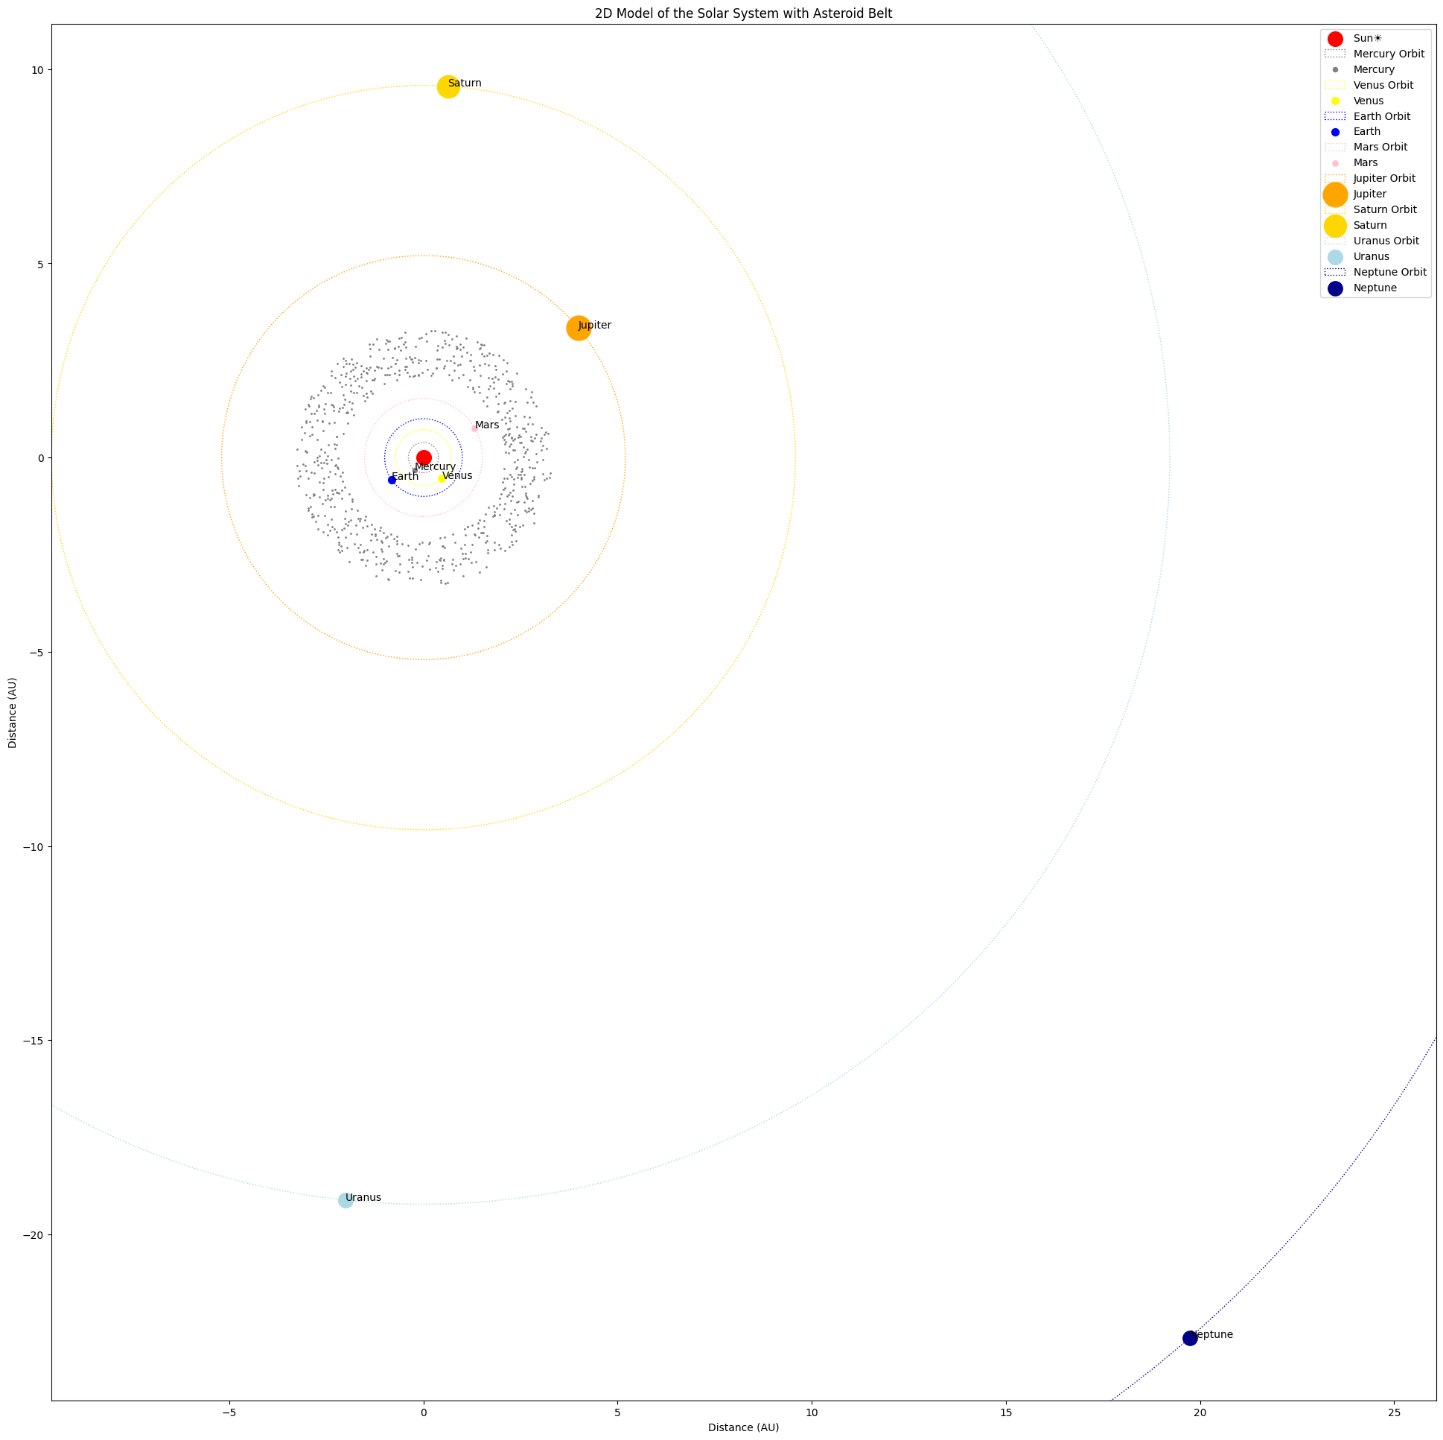 2D Model of the Solar System with Asteroid Belt
Sun☀
Mercury Orbit
Mercury
Venus Orbit
Venus
Earth Orbit
Earth
Mars Orbit
Mars
Jupiter Orbit
Jupiter
Saturn Orbit
Saturn
Uranus Orbit
Uranus
Neptune Orbit
Neptune
10
5
0
−5
−10
−15
−20
Distance (AU)
Saturn
Jupiter
Mars
Mercury
Earth
Venus
Uranus
Neptune
−5
0
5
10
15
20
25
Distance (AU)